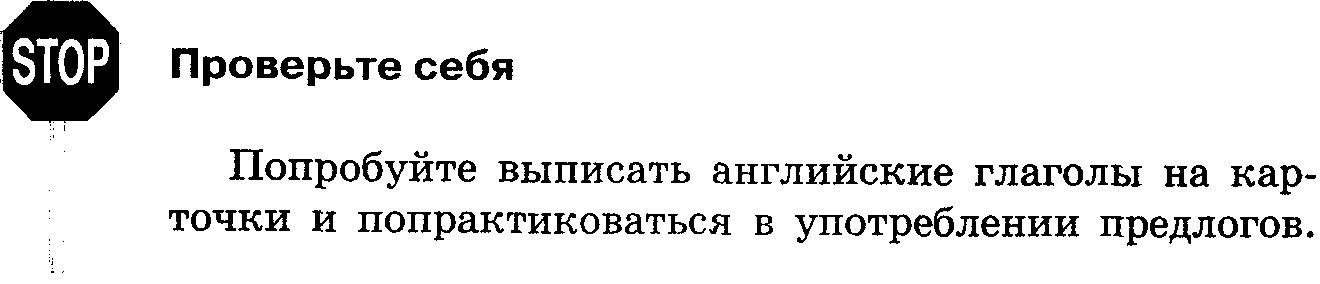 STOP
Проверьте себя
Попробуйте выписать английские глаголы на кар-
точки и попрактиковаться в употреблении предлогов.